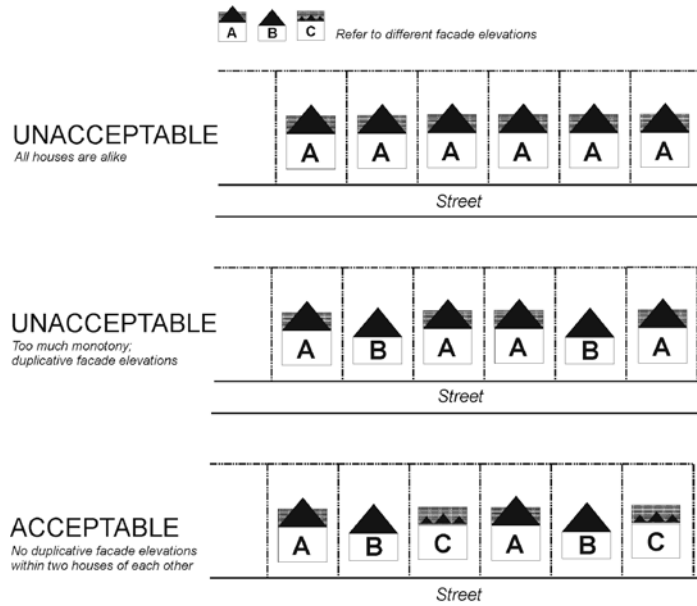 A B C Refer to different facade elevations
UNACCEPTABLE
All houses are alike
A A A A A A
Street
UNACCEPTABLE
Too much monotony;
duplicative facade elevations
A B A A B A
Street
ACCEPTABLE
No duplicative facade elevations
within two houses of each other
A B C A B C
Street